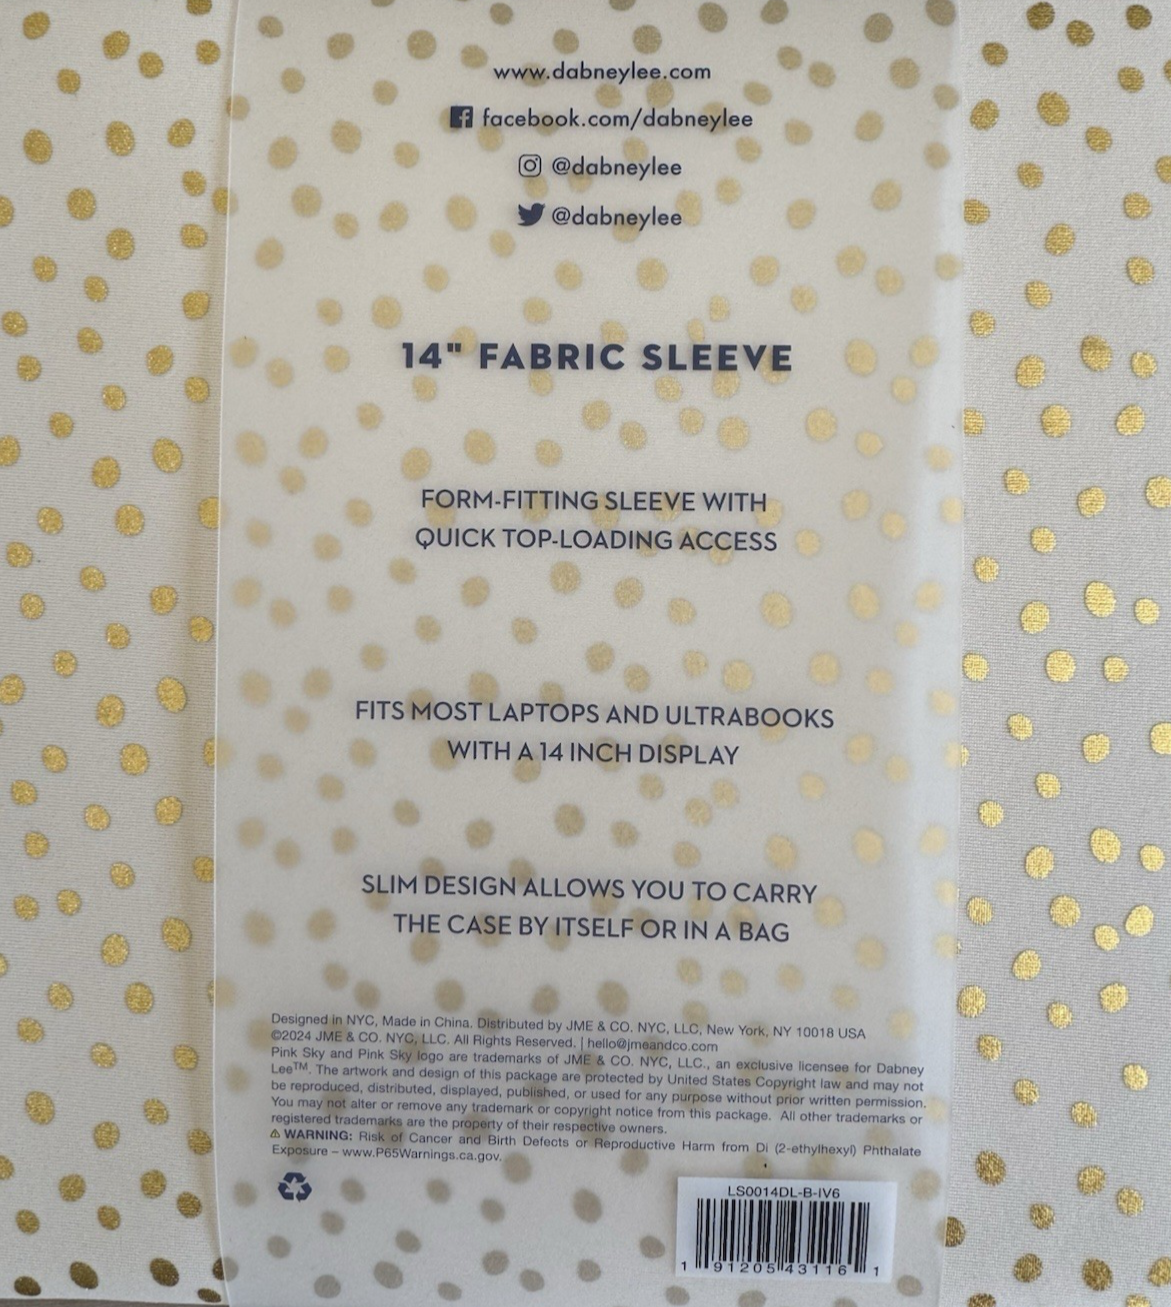 www.dabneylee.com
facebook.com/dabneylee
@dabneylee
@dabneylee
14" FABRIC SLEEVE
FORM-FITTING SLEEVE WITH
QUICK TOP-LOADING ACCESS
FITS MOST LAPTOPS AND ULTRABOOKS
WITH A 14 INCH DISPLAY
SLIM DESIGN ALLOWS YOU TO CARRY
THE CASE BY ITSELF OR IN A BAG
Designed in NYC, Made in China. Distributed by JME & CO. NYC, LLC, New York, NY 10018 USA
©2024 JME & CO. NYC, LLC. All Rights Reserved. | hello@jmeandco.com
Pink Sky and Pink Sky logo are trademarks of JME & CO. NYC, LLC., an exclusive licensee for Dabney
Lee™. The artwork and design of this package are protected by United States Copyright law and may not
be reproduced, distributed, displayed, published, or used for any purpose without prior written permission.
You may not alter or remove any trademark or copyright notice from this package. All other trademarks or
registered trademarks are the property of their respective owners.
⚠ WARNING: Risk of Cancer and Birth Defects or Reproductive Harm from Di (2-ethylhexyl) Phthalate
Exposure – www.P65Warnings.ca.gov.
LS0014DL-B-IV6
1 91205 43116 1